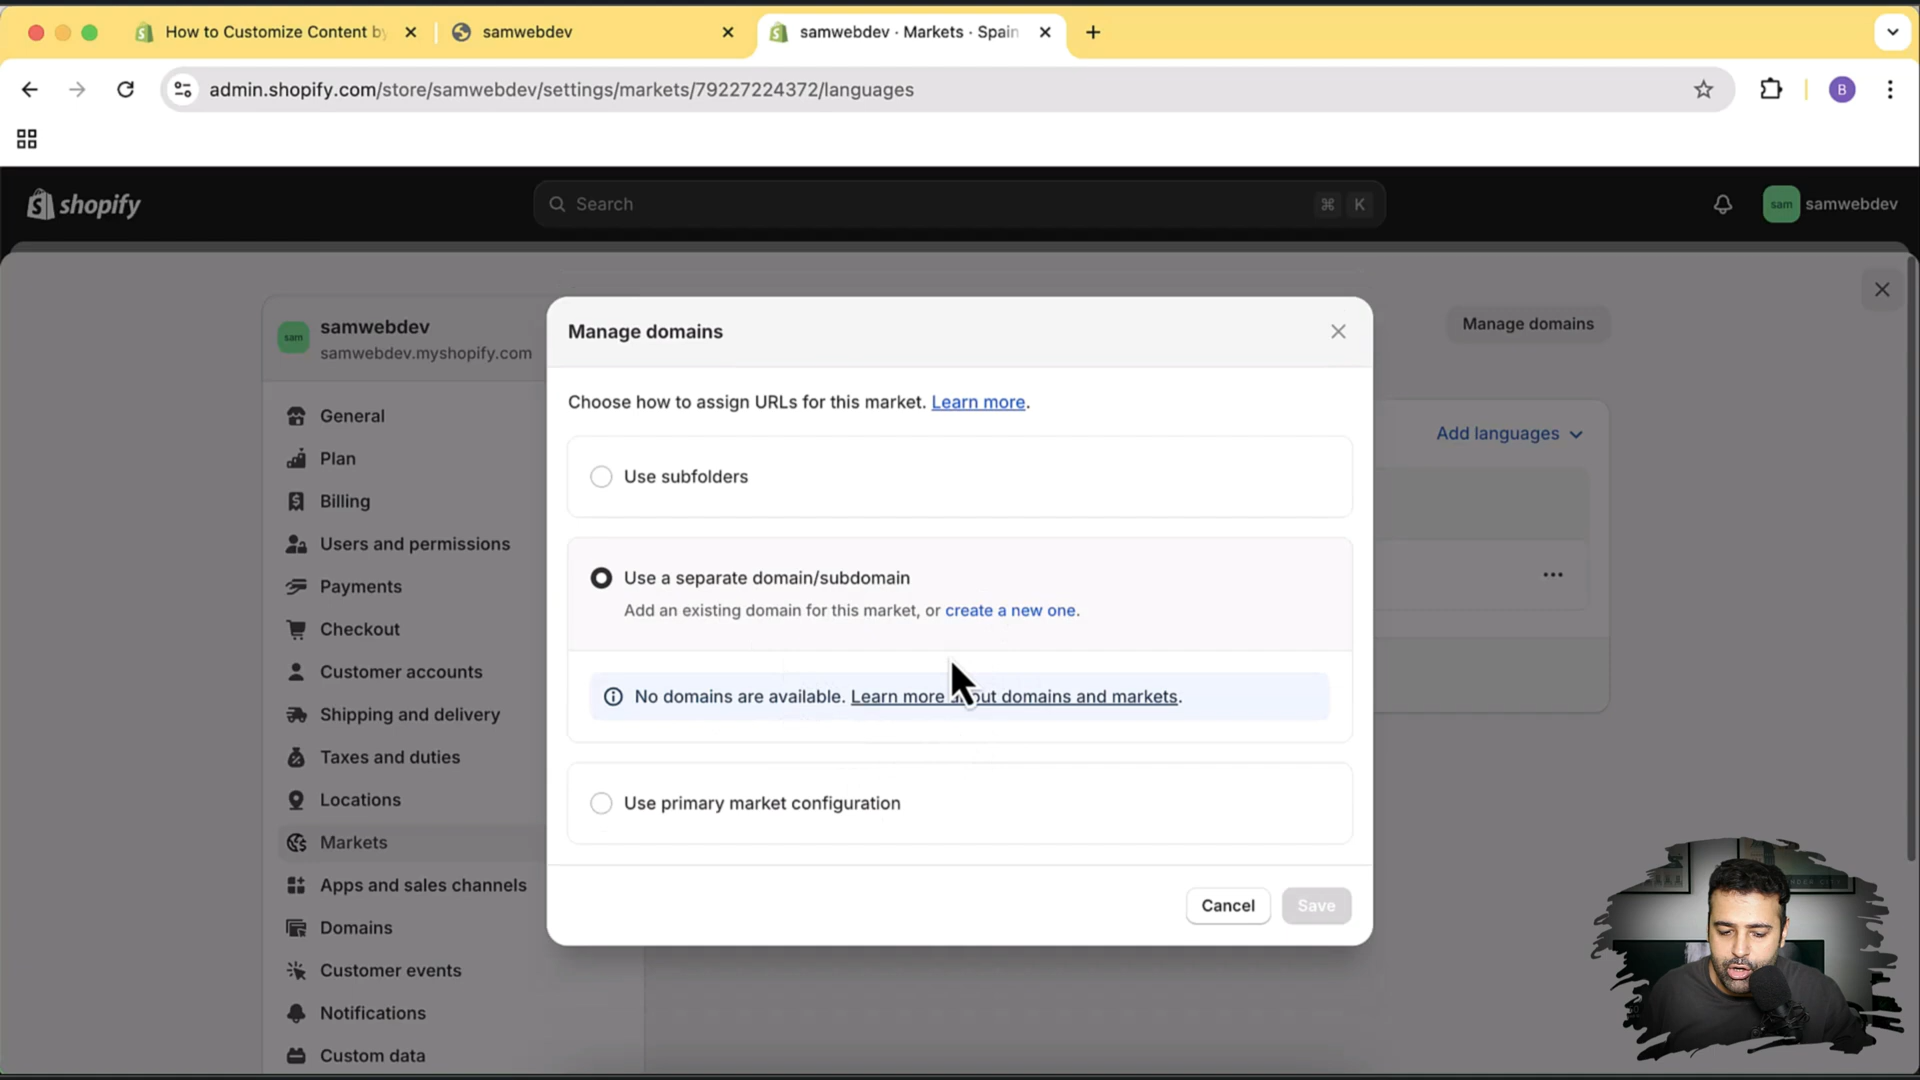 How to Customize Content by
samwebdev
samwebdev · Markets · Spain
admin.shopify.com/store/samwebdev/settings/markets/79227224372/languages
B
shopify
Search
⌘ K
sam samwebdev
sam
samwebdev
samwebdev.myshopify.com
Manage domains
General
Plan
Billing
Users and permissions
Payments
Checkout
Customer accounts
Shipping and delivery
Taxes and duties
Locations
Markets
Apps and sales channels
Domains
Customer events
Notifications
Custom data
Add languages
Manage domains
Choose how to assign URLs for this market. Learn more.
Use subfolders
Use a separate domain/subdomain
Add an existing domain for this market, or create a new one.
No domains are available. Learn more about domains and markets.
Use primary market configuration
Cancel
Save